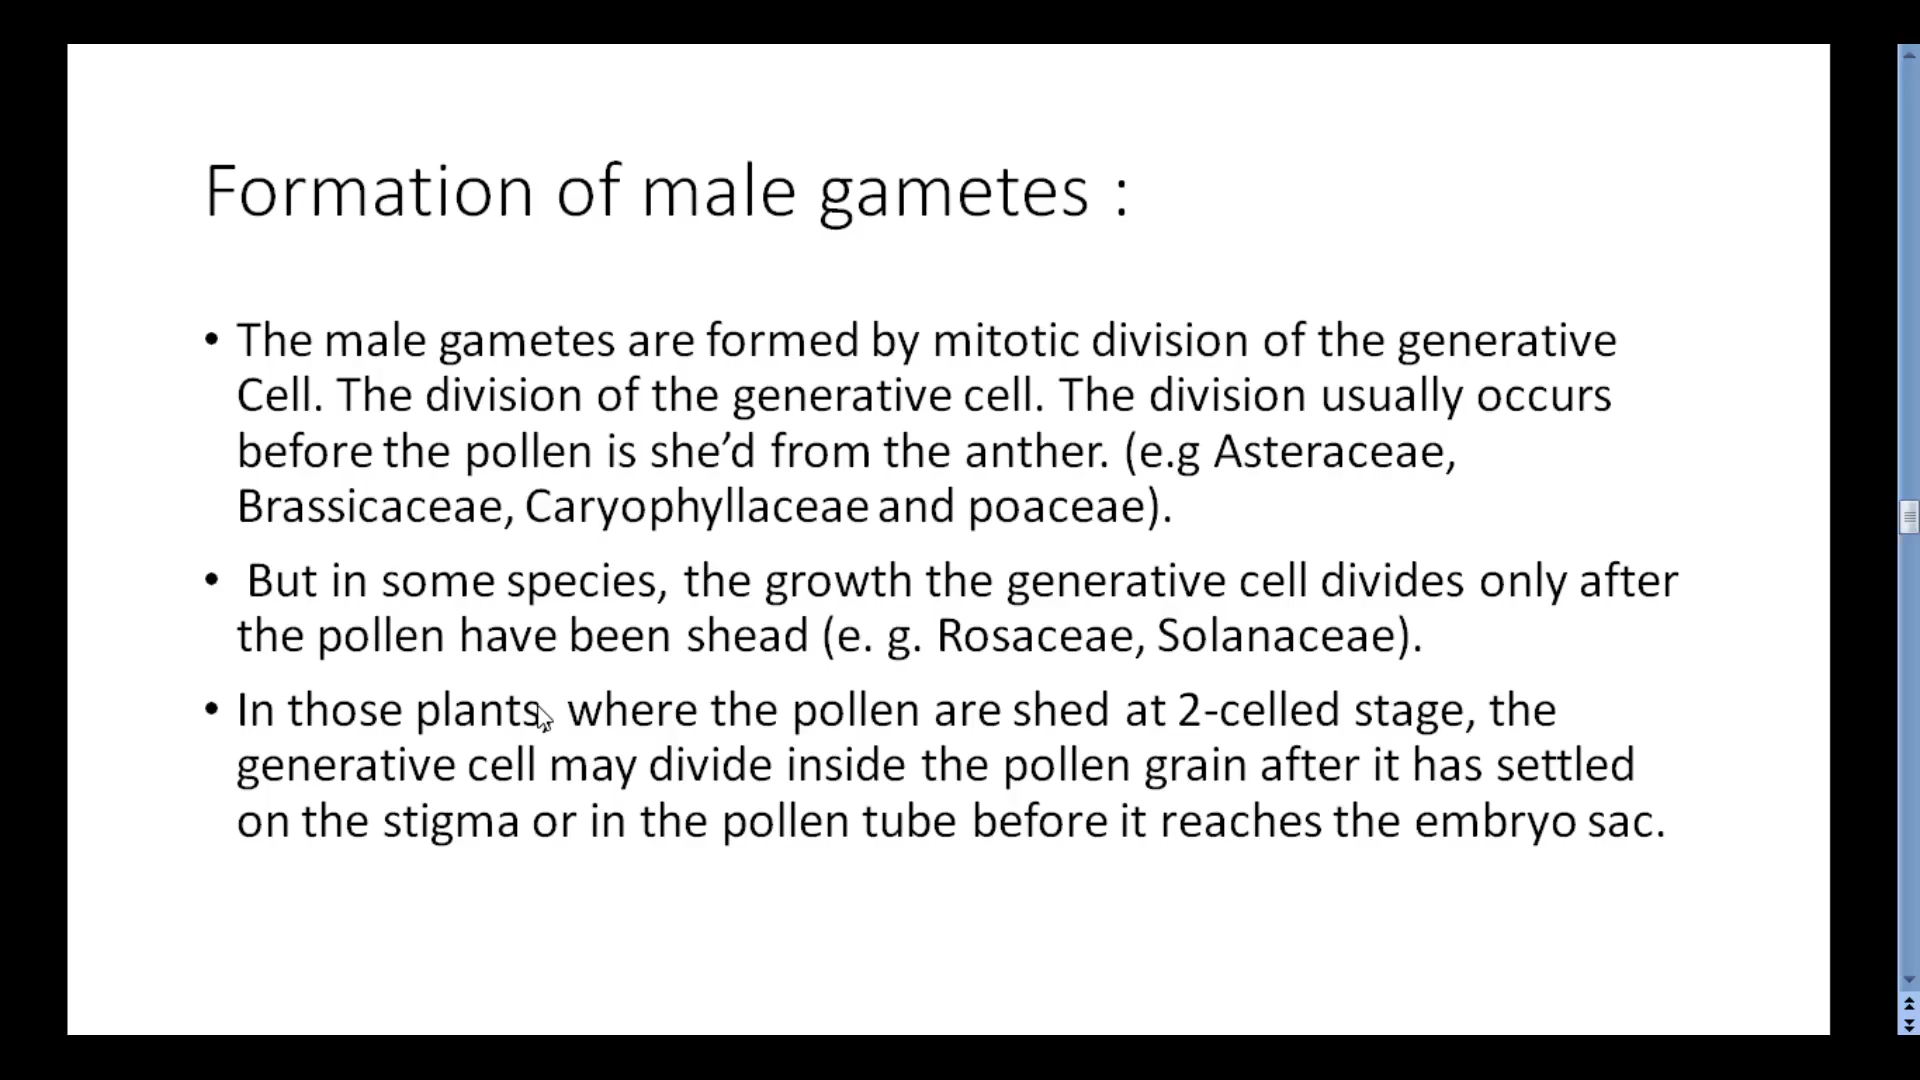 Formation of male gametes :
• The male gametes are formed by mitotic division of the generative
Cell. The division of the generative cell. The division usually occurs
before the pollen is she’d from the anther. (e.g Asteraceae,
Brassicaceae, Caryophyllaceae and poaceae).
• But in some species, the growth the generative cell divides only after
the pollen have been shead (e. g. Rosaceae, Solanaceae).
• In those plants, where the pollen are shed at 2-celled stage, the
generative cell may divide inside the pollen grain after it has settled
on the stigma or in the pollen tube before it reaches the embryo sac.